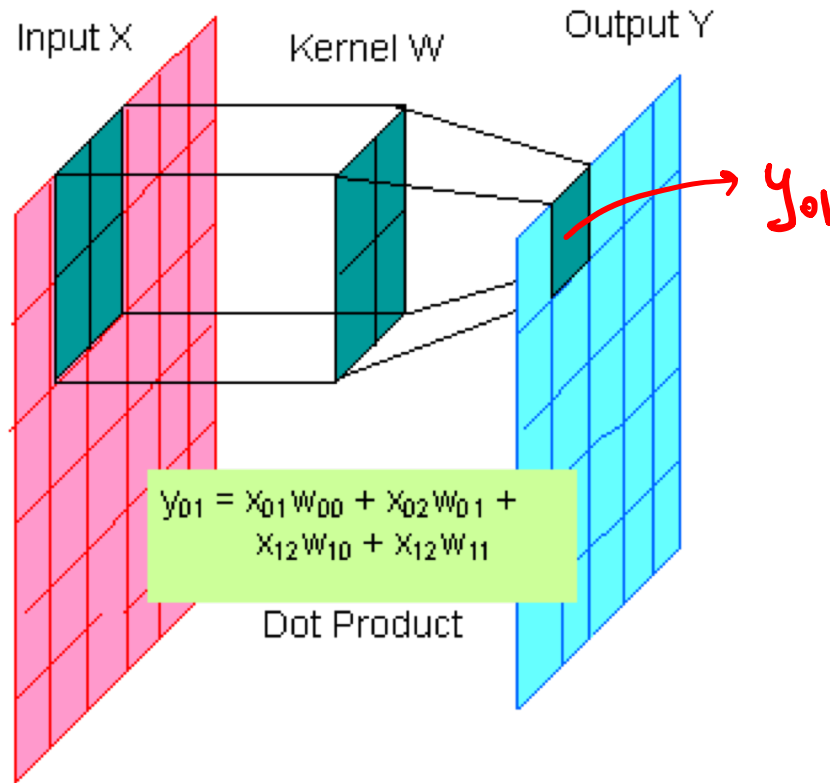 Input X
Kernel W
Output Y
y01
y₀₁ = x₀₁w₀₀ + x₀₂w₀₁ +
x₁₂w₁₀ + x₁₂w₁₁
Dot Product